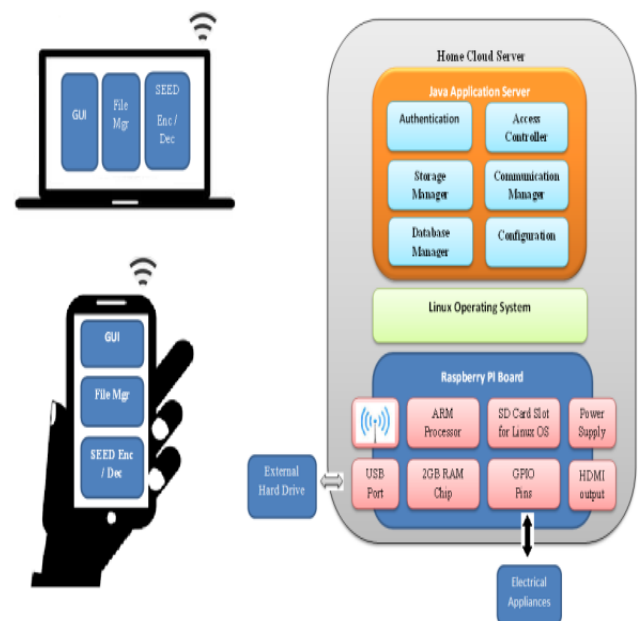 GUI
File
Mgr
SEED
Enc /
Dec
GUI
File Mgr
SEED Enc
/ Dec
Home Cloud Server
Java Application Server
Authentication
Access
Controller
Storage
Manager
Communication
Manager
Database
Manager
Configuration
Linux Operating System
Raspberry PI Board
ARM
Processor
SD Card Slot
for Linux OS
Power
Supply
USB
Port
2GB RAM
Chip
GPIO
Pins
HDMI
output
External
Hard Drive
Electrical
Appliances